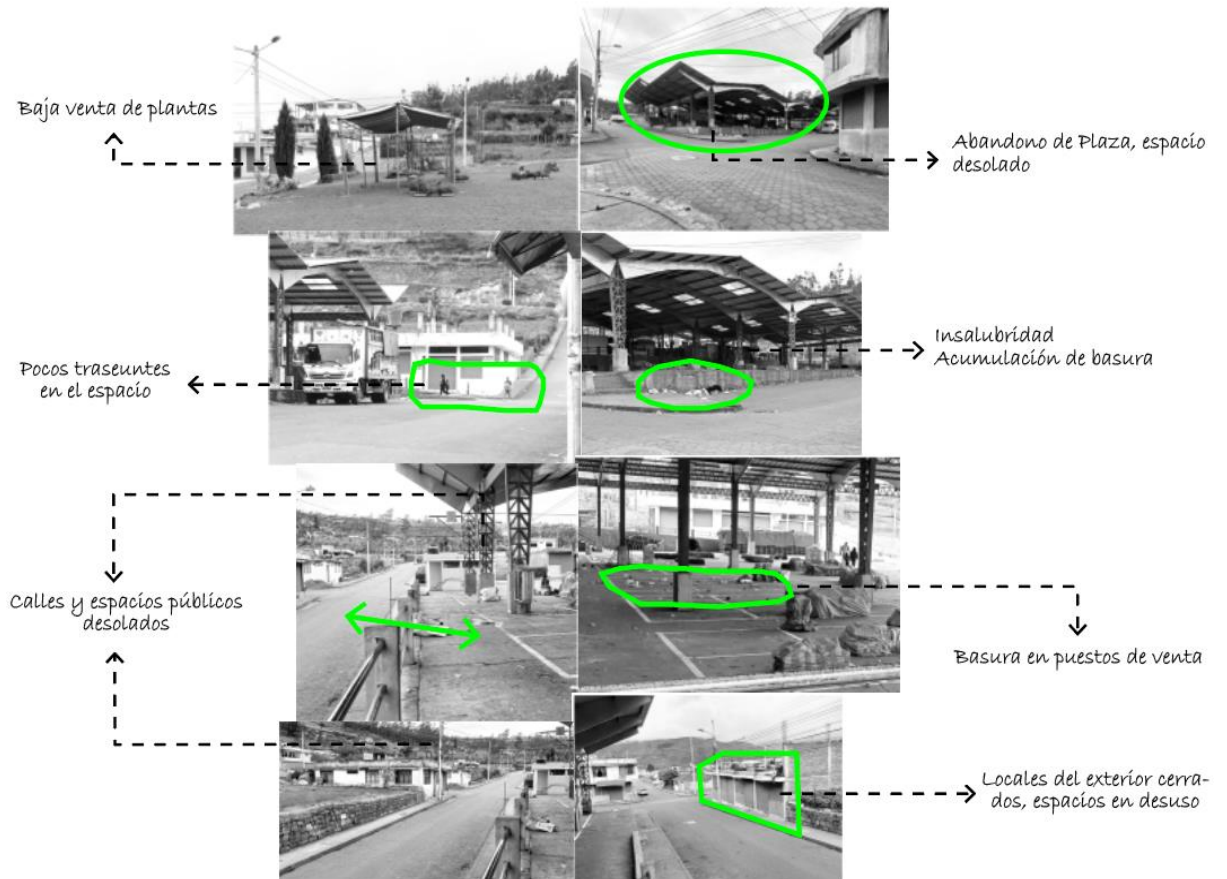 Baja venta de plantas
Abandono de Plaza, espacio
desolado
Pocos traseuntes
en el espacio
Insalubridad
Acumulación de basura
Calles y espacios públicos
desolados
Basura en puestos de venta
Locales del exterior cerra-
dos, espacios en desuso